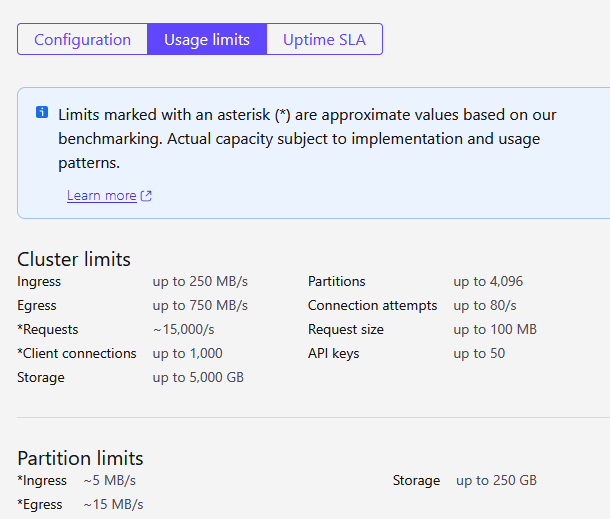 Configuration Usage limits Uptime SLA
Limits marked with an asterisk (*) are approximate values based on our
benchmarking. Actual capacity subject to implementation and usage
patterns.
Learn more
Cluster limits
Ingress up to 250 MB/s Partitions up to 4,096
Egress up to 750 MB/s Connection attempts up to 80/s
*Requests ~15,000/s Request size up to 100 MB
*Client connections up to 1,000 API keys up to 50
Storage up to 5,000 GB
Partition limits
*Ingress ~5 MB/s Storage up to 250 GB
*Egress ~15 MB/s